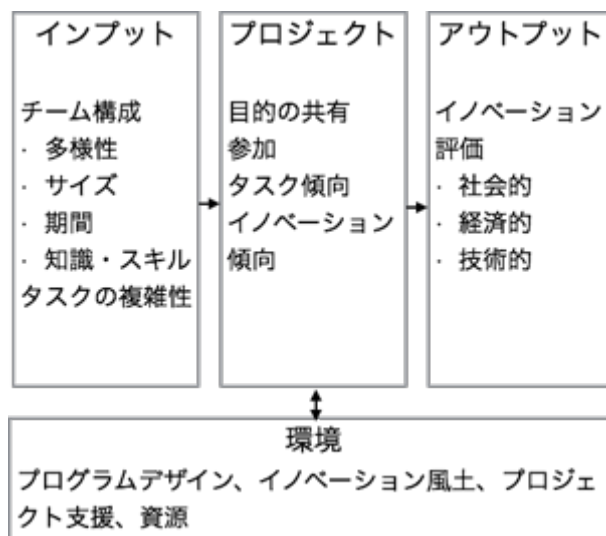 インプット
チーム構成
· 多様性
· サイズ
· 期間
· 知識・スキル
タスクの複雑性
プロジェクト
目的の共有
参加
タスク傾向
イノベーション
傾向
アウトプット
イノベーション
評価
· 社会的
· 経済的
· 技術的
環境
プログラムデザイン、イノベーション風土、プロジェ
クト支援、資源